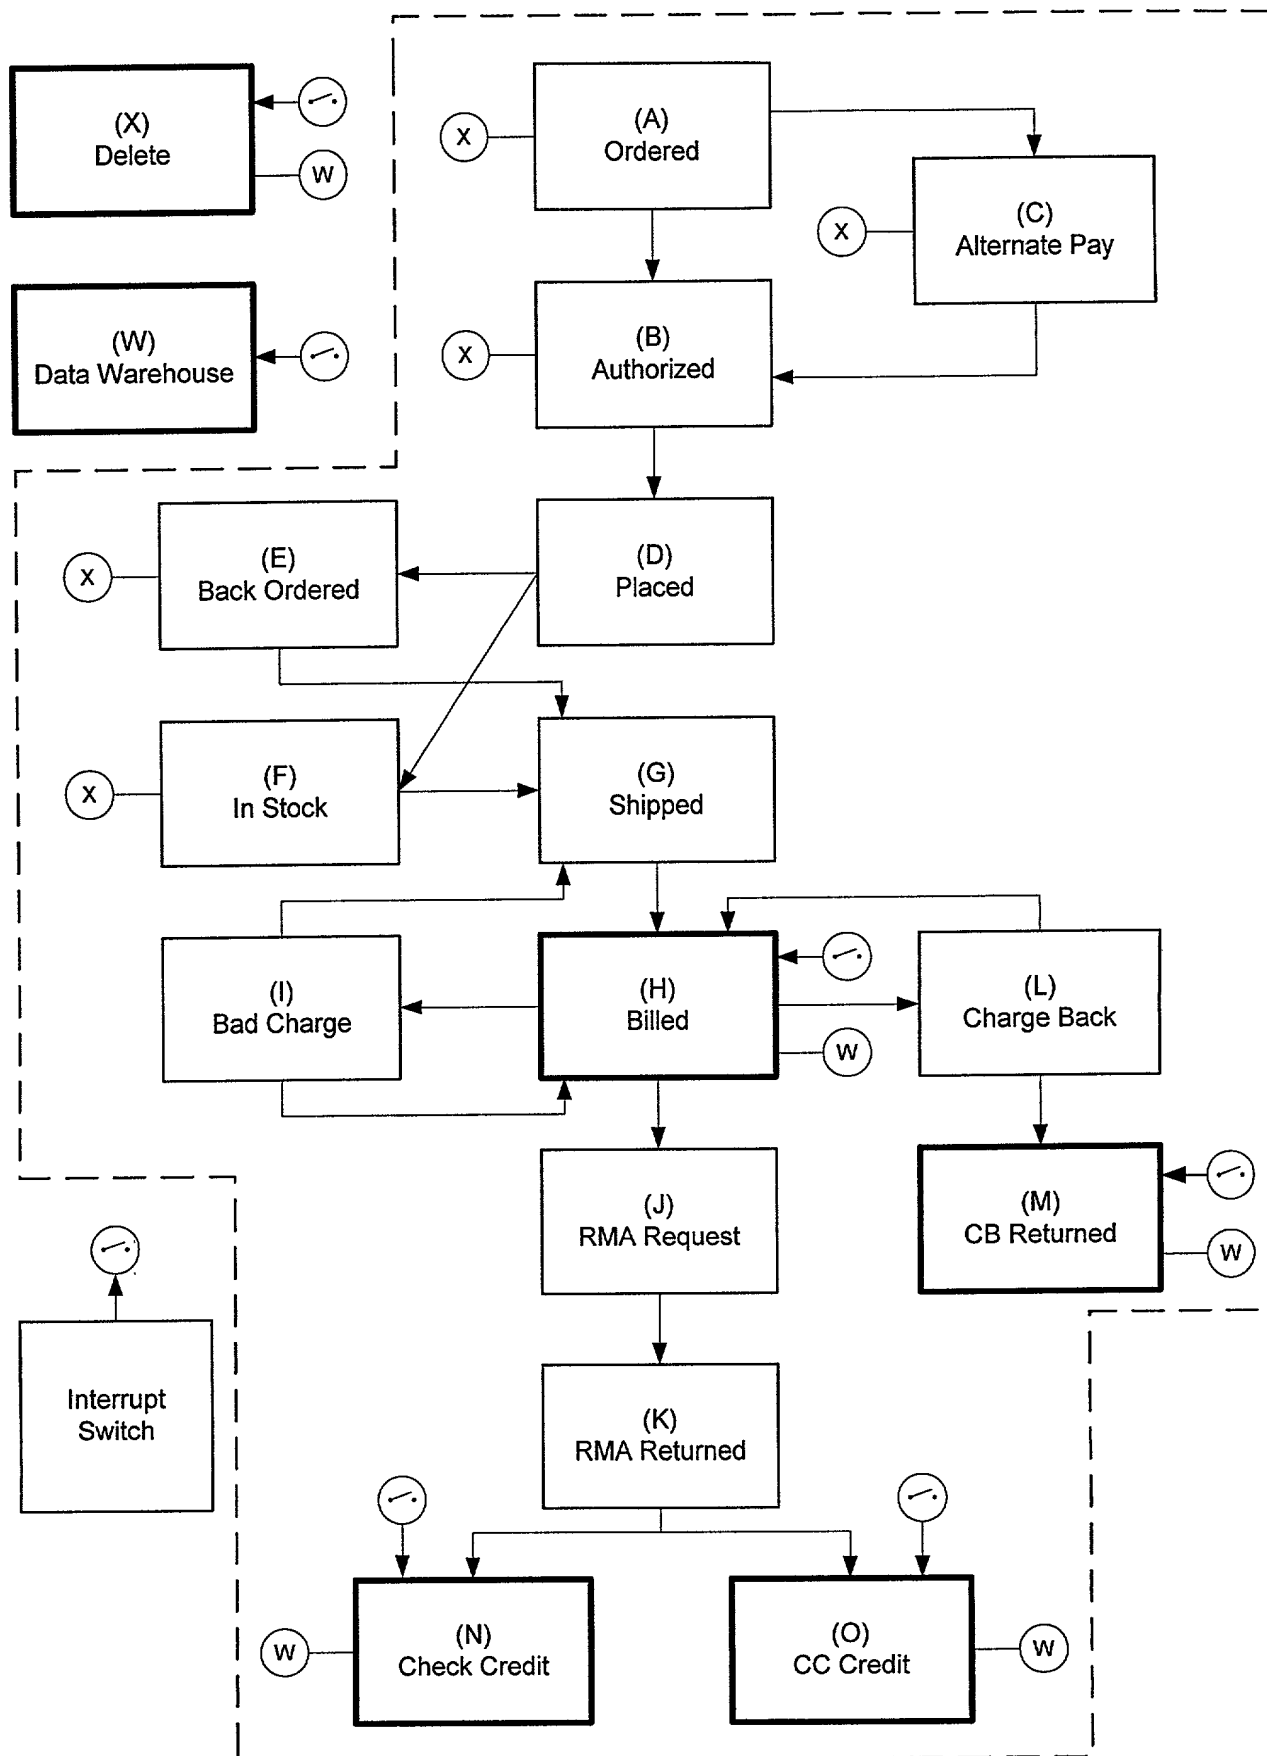 (X)
Delete
W
(W)
Data Warehouse
X
(A)
Ordered
X
(C)
Alternate Pay
X
(B)
Authorized
X
(E)
Back Ordered
(D)
Placed
X
(F)
In Stock
(G)
Shipped
(I)
Bad Charge
(H)
Billed
W
(L)
Charge Back
(J)
RMA Request
(M)
CB Returned
W
Interrupt
Switch
(K)
RMA Returned
W
(N)
Check Credit
(O)
CC Credit
W